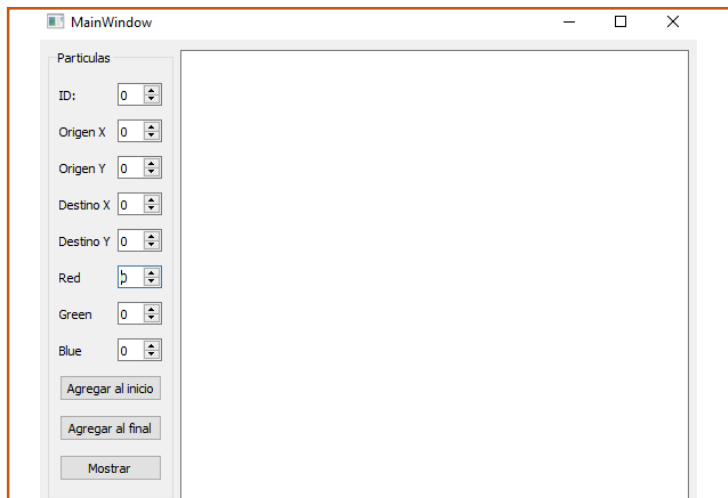 MainWindow
Particulas
ID: 0
Origen X 0
Origen Y 0
Destino X 0
Destino Y 0
Red 0
Green 0
Blue 0
Agregar al inicio
Agregar al final
Mostrar